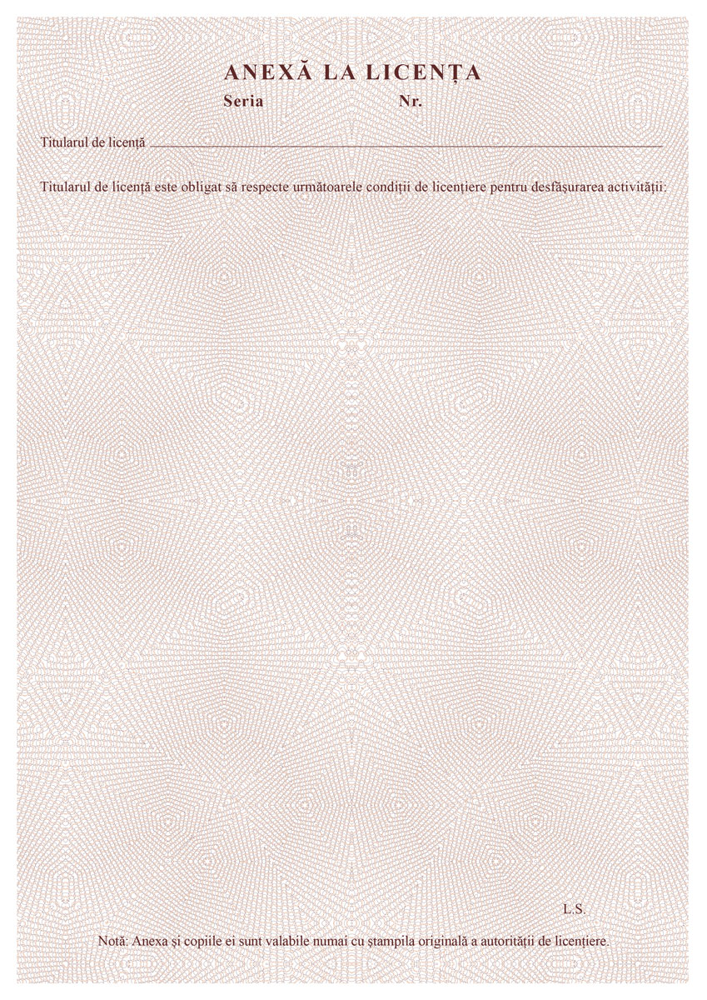 ANEXĂ LA LICENȚA
Seria Nr.
Titularul de licență
Titularul de licență este obligat să respecte următoarele condiții de licențiere pentru desfășurarea activității:
L.S.
Notă: Anexa și copiile ei sunt valabile numai cu ștampila originală a autorității de licențiere.